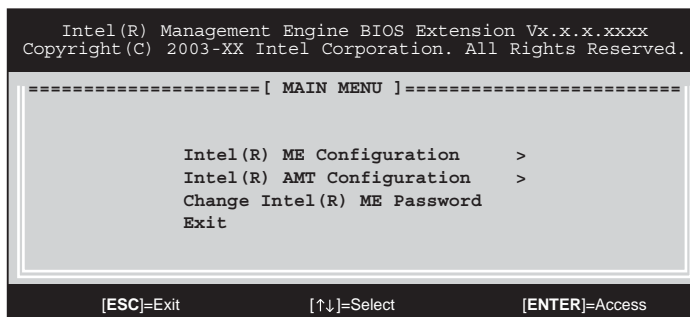 Intel(R) Management Engine BIOS Extension Vx.x.x.xxxx
Copyright(C) 2003-XX Intel Corporation. All Rights Reserved.
=====================[ MAIN MENU ]=========================
Intel(R) ME Configuration >
Intel(R) AMT Configuration >
Change Intel(R) ME Password
Exit
[ESC]=Exit [↑↓]=Select [ENTER]=Access